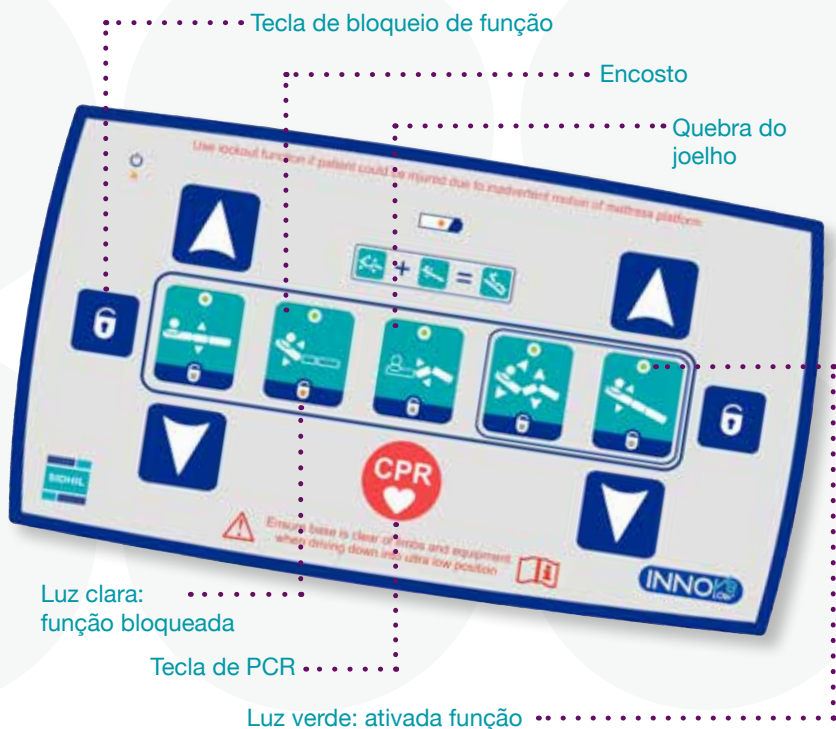 Tecla de bloqueio de função
Encosto
Quebra do
joelho
Use lockout function if patient could be injured due to inadvertent motion of mattress platform
+
=
CPR
SIDHIL
Ensure base is clear of limbs and equipment
when driving down into ultra low position
INNOV8
LOW
Luz clara:
função bloqueada
Tecla de PCR
Luz verde: ativada função